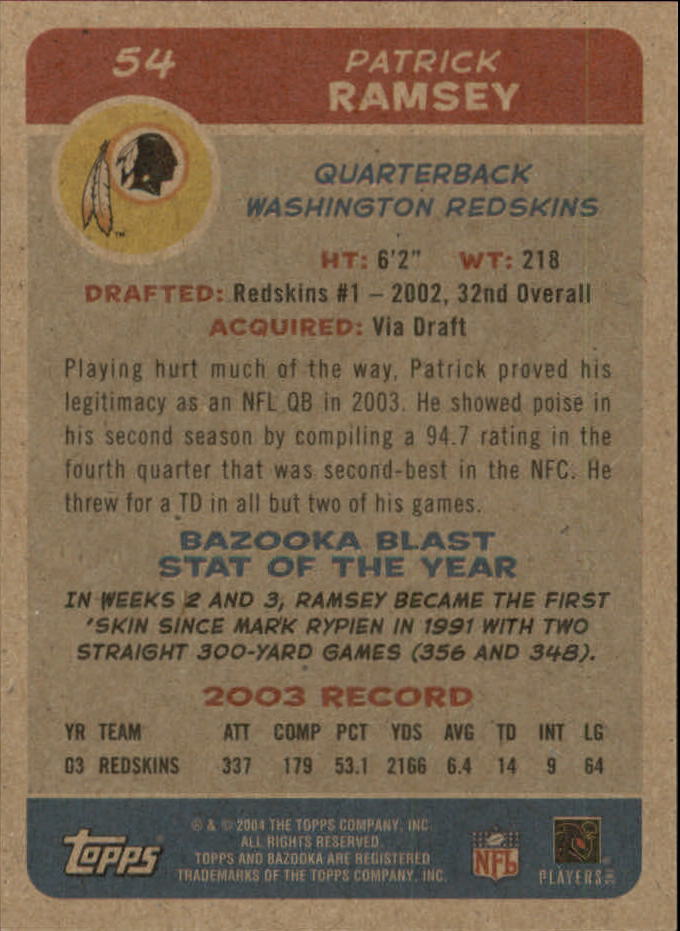 54
PATRICK
RAMSEY
QUARTERBACK
WASHINGTON REDSKINS
TM
HT: 6'2" WT: 218
DRAFTED: Redskins #1 – 2002, 32nd Overall
ACQUIRED: Via Draft
Playing hurt much of the way, Patrick proved his
legitimacy as an NFL QB in 2003. He showed poise in
his second season by compiling a 94.7 rating in the
fourth quarter that was second-best in the NFC. He
threw for a TD in all but two of his games.
BAZOOKA BLAST
STAT OF THE YEAR
IN WEEKS 2 AND 3, RAMSEY BECAME THE FIRST
'SKIN SINCE MARK RYPIEN IN 1991 WITH TWO
STRAIGHT 300-YARD GAMES (356 AND 348).
2003 RECORD
YR TEAM ATT COMP PCT YDS AVG TD INT LG
03 REDSKINS 337 179 53.1 2166 6.4 14 9 64
Topps
® & © 2004 THE TOPPS COMPANY, INC.
ALL RIGHTS RESERVED.
TOPPS AND BAZOOKA ARE REGISTERED
TRADEMARKS OF THE TOPPS COMPANY, INC.
NFL
PLAYERS